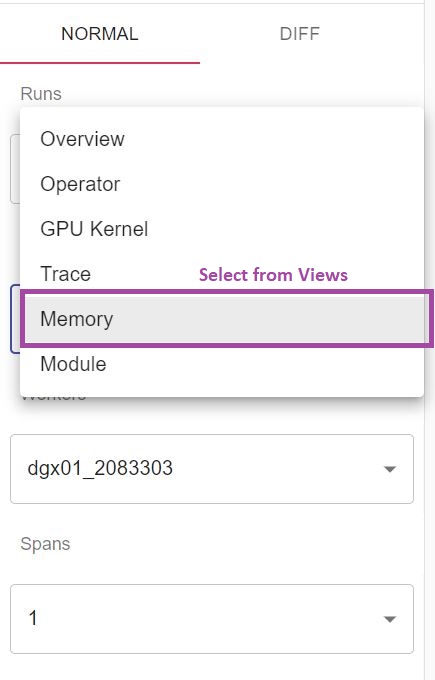 NORMAL DIFF
Runs
Overview
Operator
GPU Kernel
Trace Select from Views
Memory
Module
Workers
dgx01_2083303
Spans
1